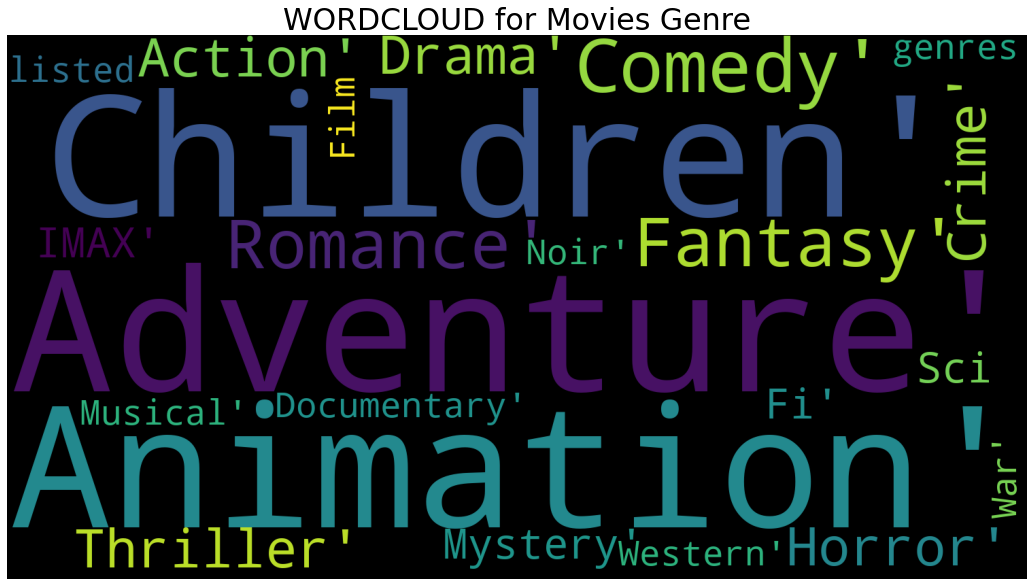 WORDCLOUD for Movies Genre
listed
Action'
Drama'
Comedy'
genres
Children'
Film
Crime'
IMAX'
Romance'
Noir'
Fantasy'
Adventure'
Sci
Musical'
Documentary'
Fi'
Animation'
War'
Thriller'
Mystery'
Western'
Horror'